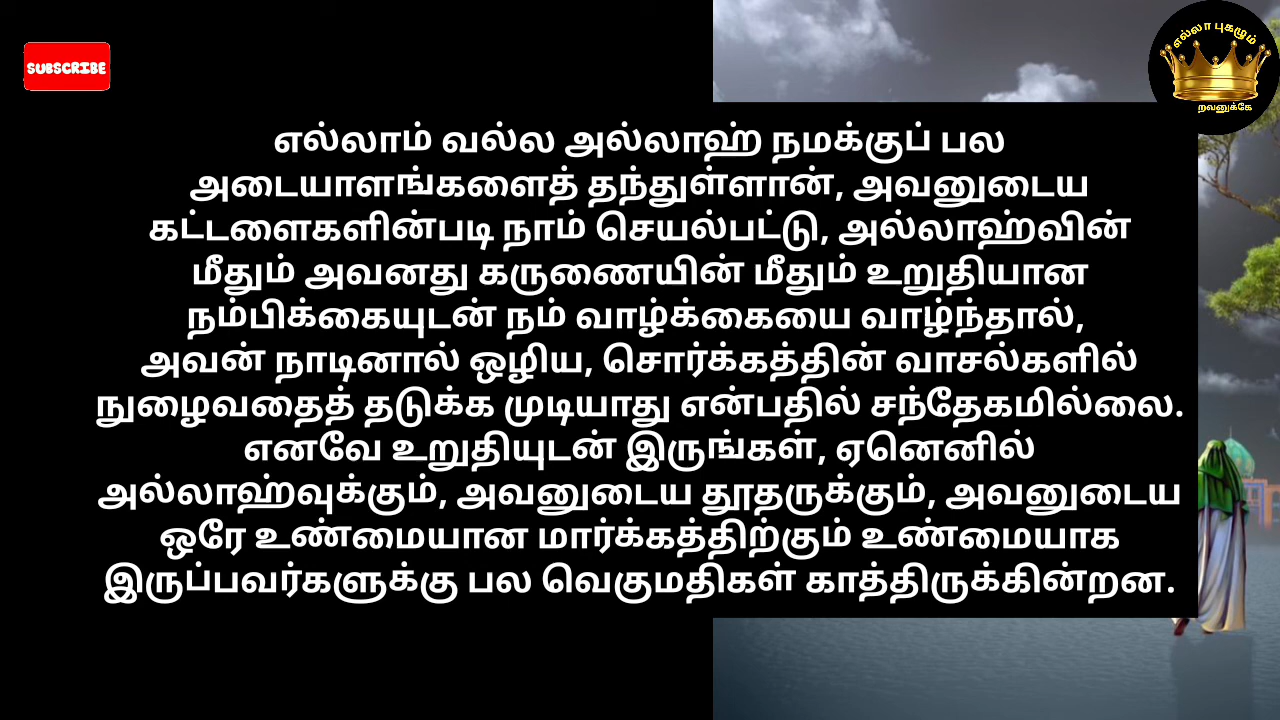 SUBSCRIBE
எல்லா புகழும்
றவனுக்கே
எல்லாம் வல்ல அல்லாஹ் நமக்குப் பல
அடையாளங்களைத் தந்துள்ளான், அவனுடைய
கட்டளைகளின்படி நாம் செயல்பட்டு, அல்லாஹ்வின்
மீதும் அவனது கருணையின் மீதும் உறுதியான
நம்பிக்கையுடன் நம் வாழ்க்கையை வாழ்ந்தால்,
அவன் நாடினால் ஒழிய, சொர்க்கத்தின் வாசல்களில்
நுழைவதைத் தடுக்க முடியாது என்பதில் சந்தேகமில்லை.
எனவே உறுதியுடன் இருங்கள், ஏனெனில்
அல்லாஹ்வுக்கும், அவனுடைய தூதருக்கும், அவனுடைய
ஒரே உண்மையான மார்க்கத்திற்கும் உண்மையாக
இருப்பவர்களுக்கு பல வெகுமதிகள் காத்திருக்கின்றன.